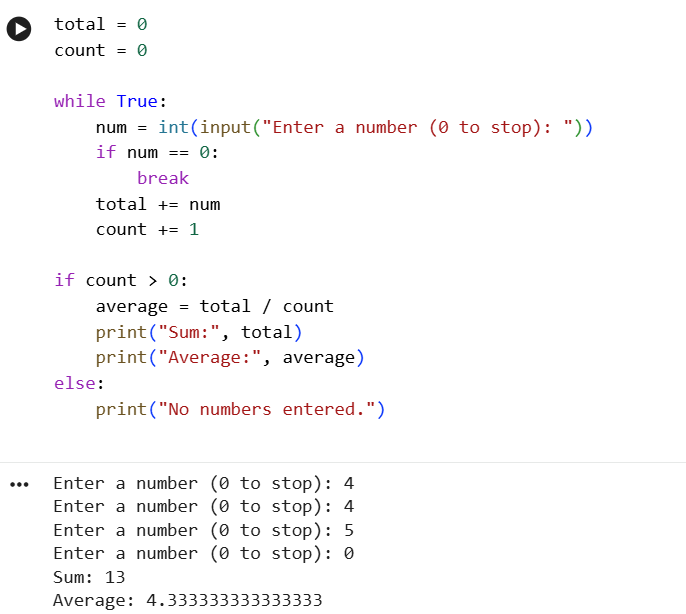 total = 0
count = 0

while True:
    num = int(input("Enter a number (0 to stop): "))
    if num == 0:
        break
    total += num
    count += 1

if count > 0:
    average = total / count
    print("Sum:", total)
    print("Average:", average)
else:
    print("No numbers entered.")

Enter a number (0 to stop): 4
Enter a number (0 to stop): 4
Enter a number (0 to stop): 5
Enter a number (0 to stop): 0
Sum: 13
Average: 4.333333333333333